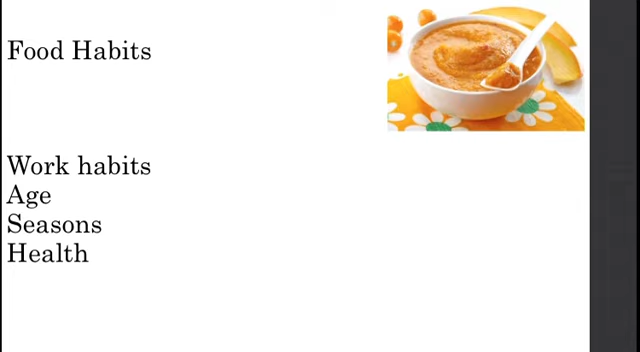 Food Habits
Work habits
Age
Seasons
Health